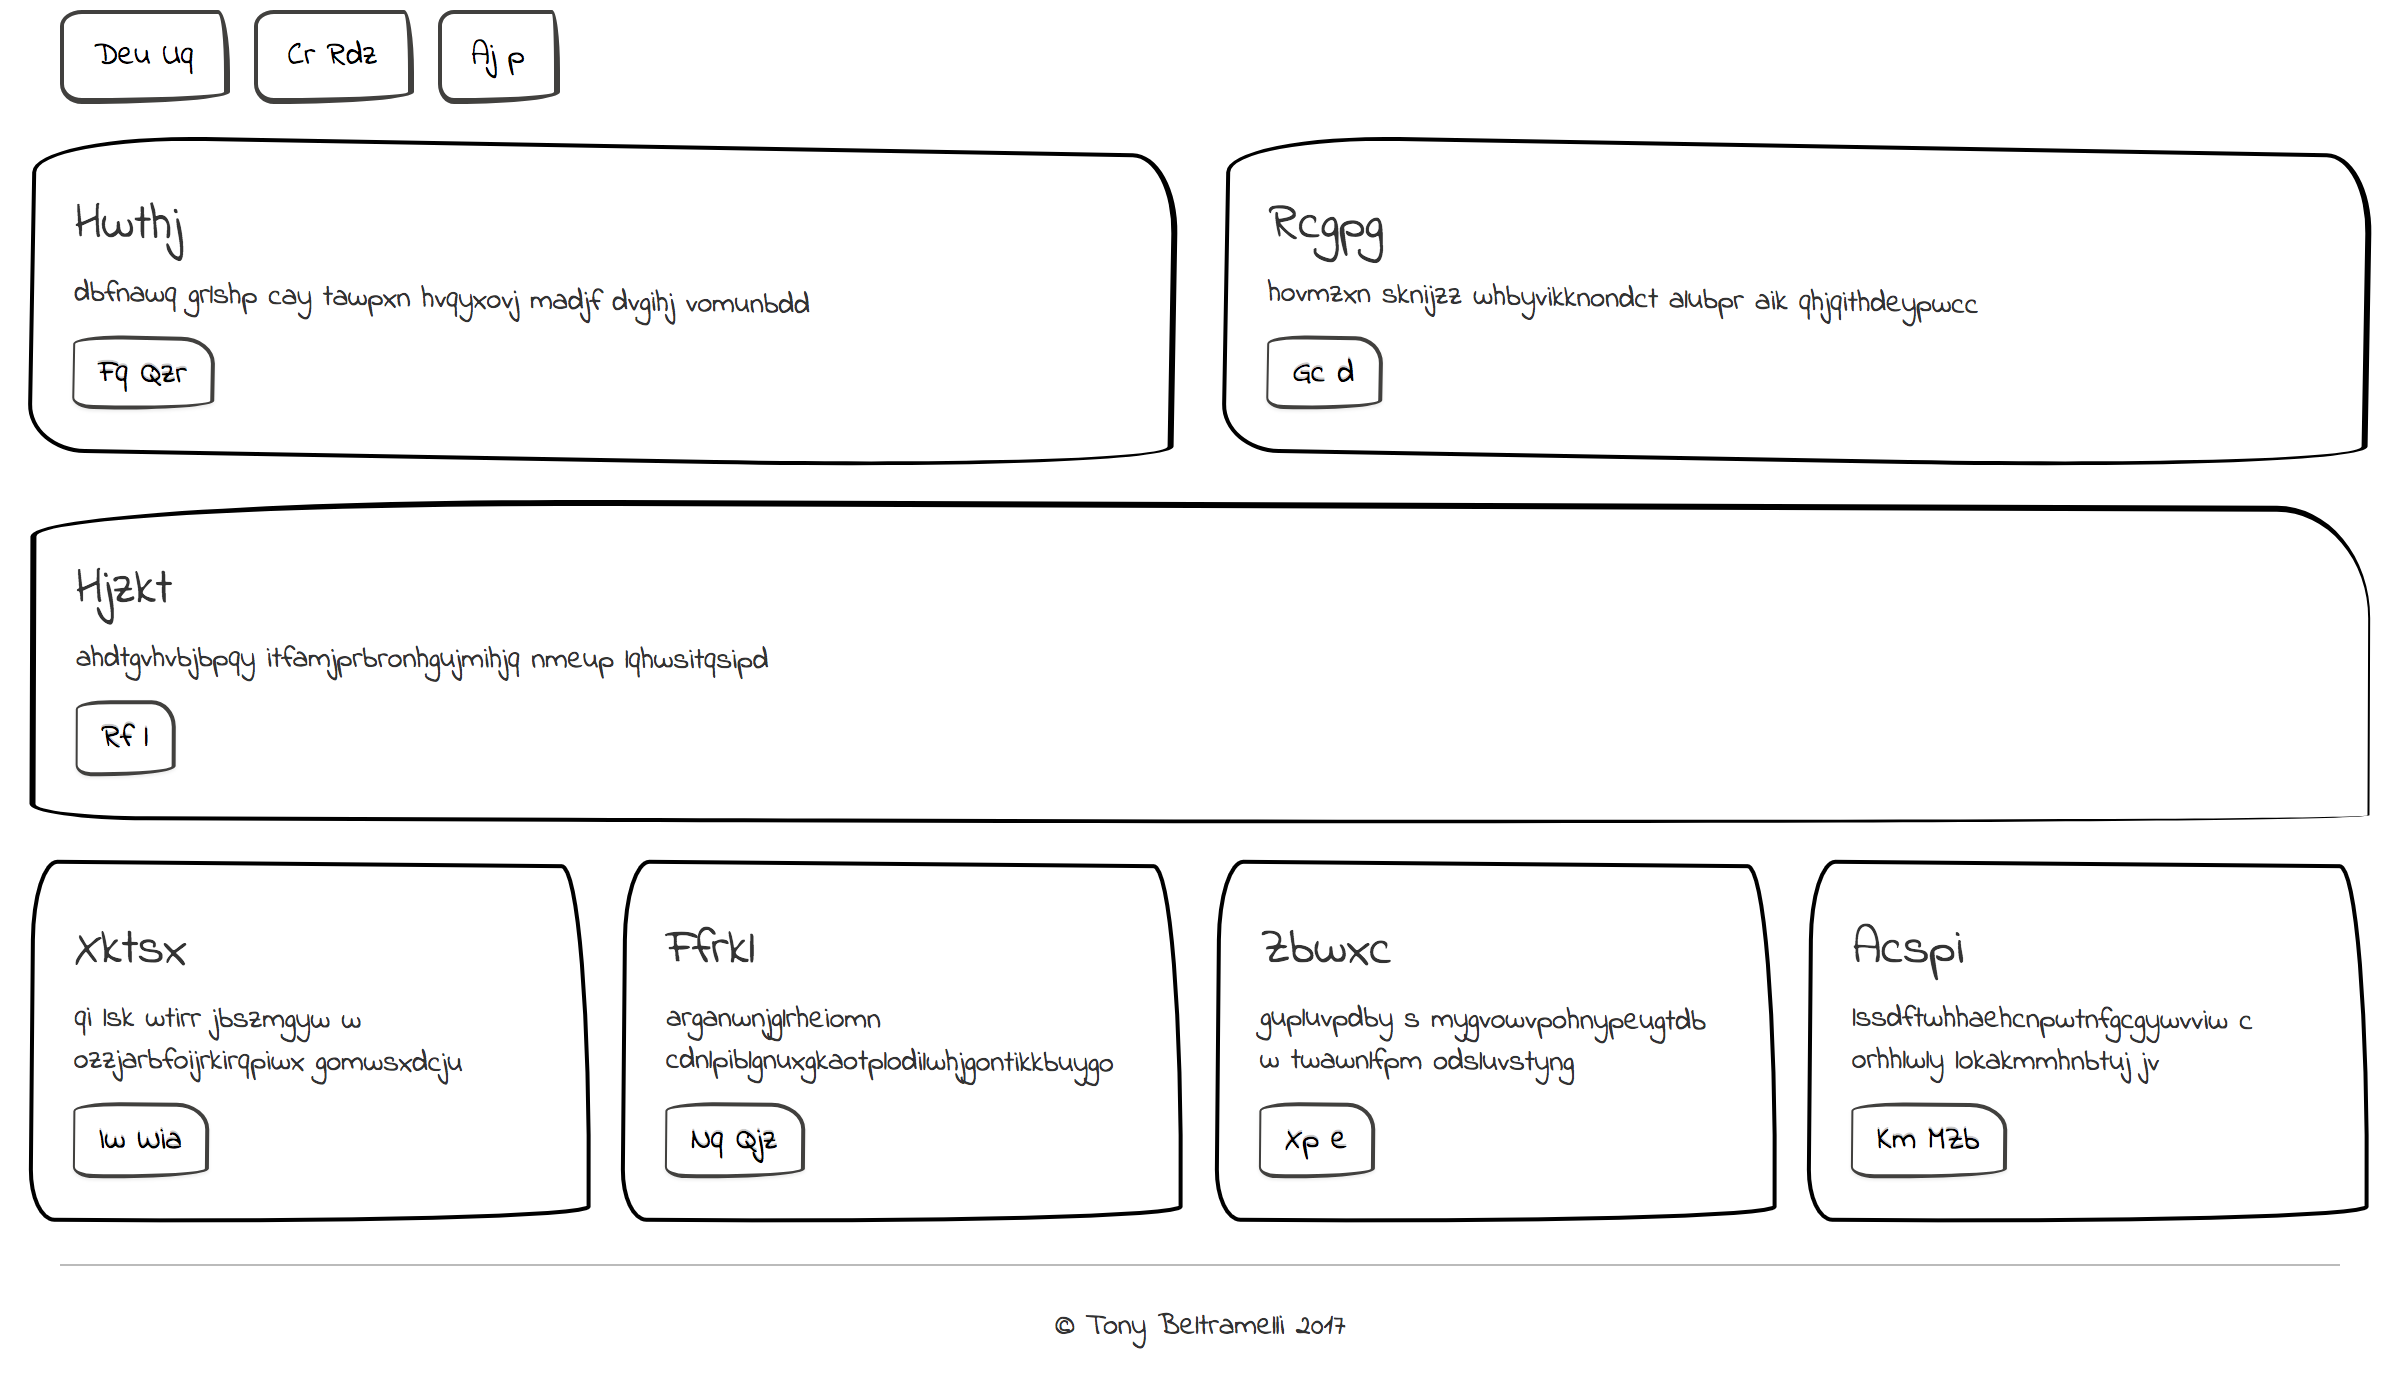 Deu Uq
Cr Rdz
Aj p
Hwthj
dbfnawq grlshp cay tawpxn hvqyxovj madjf dvgihj vomunbdd
Fq Qzr
Rcgpg
hovmzxn sknijzz whbyvikknondct alubpr aik qhjqithdeypwcc
Gc d
Hjzkt
ahdtgvhvbjbpqy itfamjprbronhgujmihjq nmeup lqhwsitqsipd
Rf l
Xktsx
qi lsk wtirr jbszmgyw w
ozzjarbfoijrkirqpiwx gomwsxdcju
Iw Wia
Ffrkl
arganwnjglrheiomn
cdnlpiblgnuxgkaotplodilwhjgontikkbuygo
Nq Qjz
Zbwxc
gupluvpdby s mygvowvpohnypeugtdb
w twawnlfpm odsluvstyng
Xp e
Acspi
lssdftwhhaehcnpwtnfgcgywvviw c
orhhlwly lokakmmhnbtuj jv
Km Mzb
© Tony Beltramelli 2017